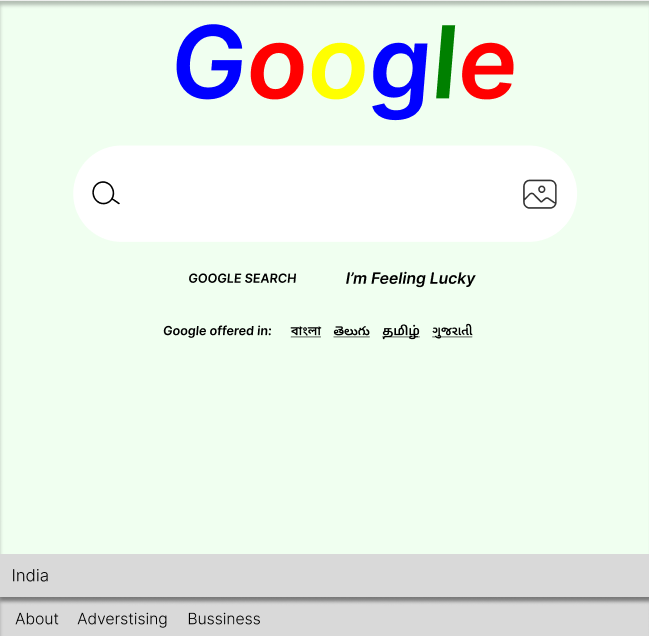 Google
GOOGLE SEARCH I’m Feeling Lucky
Google offered in: বাংলা తెలుగు தமிழ் ગુજરાતી
India
About Adverstising Bussiness